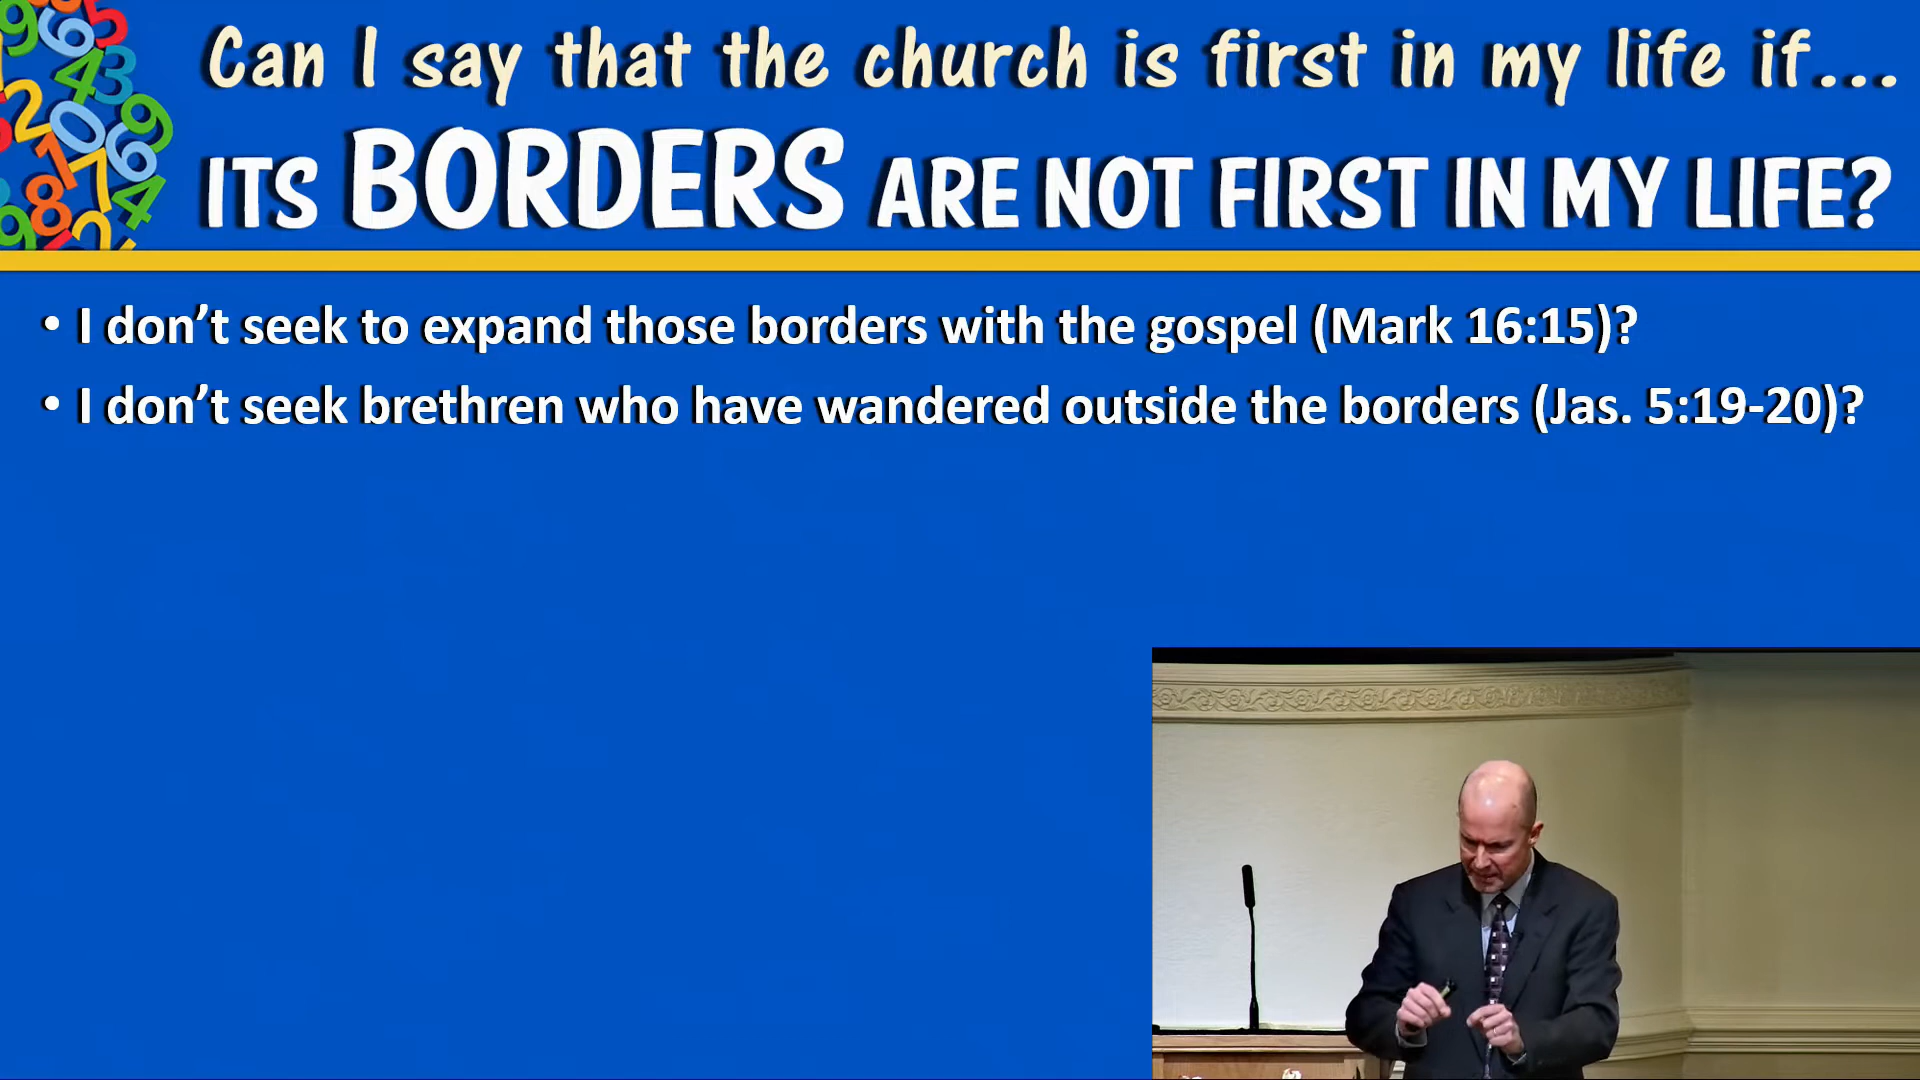 Can I say that the church is first in my life if...
ITS BORDERS ARE NOT FIRST IN MY LIFE?
• I don’t seek to expand those borders with the gospel (Mark 16:15)?
• I don’t seek brethren who have wandered outside the borders (Jas. 5:19-20)?